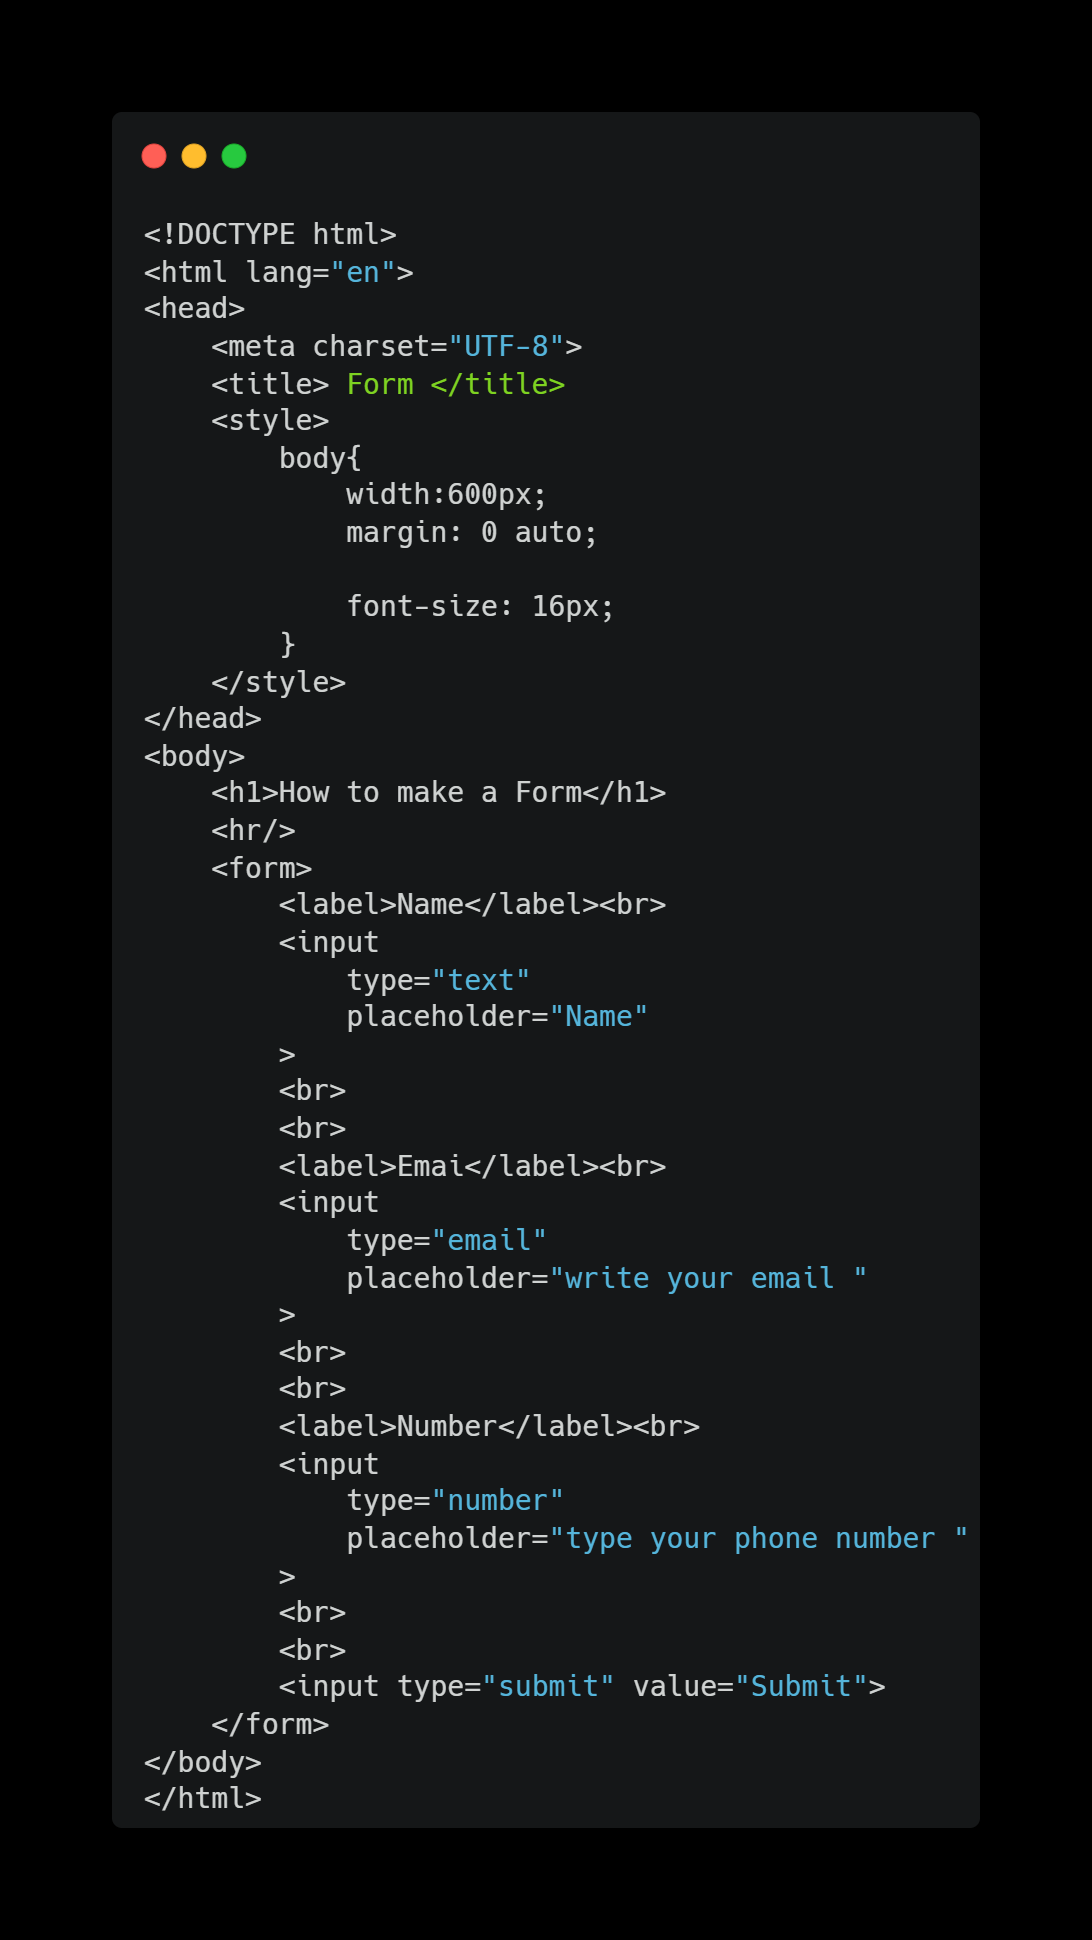 <!DOCTYPE html>
<html lang="en">
<head>
    <meta charset="UTF-8">
    <title> Form </title>
    <style>
        body{
            width:600px;
            margin: 0 auto;

            font-size: 16px;
        }
    </style>
</head>
<body>
    <h1>How to make a Form</h1>
    <hr/>
    <form>
        <label>Name</label><br>
        <input
            type="text"
            placeholder="Name"
        >
        <br>
        <br>
        <label>Emai</label><br>
        <input
            type="email"
            placeholder="write your email "
        >
        <br>
        <br>
        <label>Number</label><br>
        <input
            type="number"
            placeholder="type your phone number "
        >
        <br>
        <br>
        <input type="submit" value="Submit">
    </form>
</body>
</html>